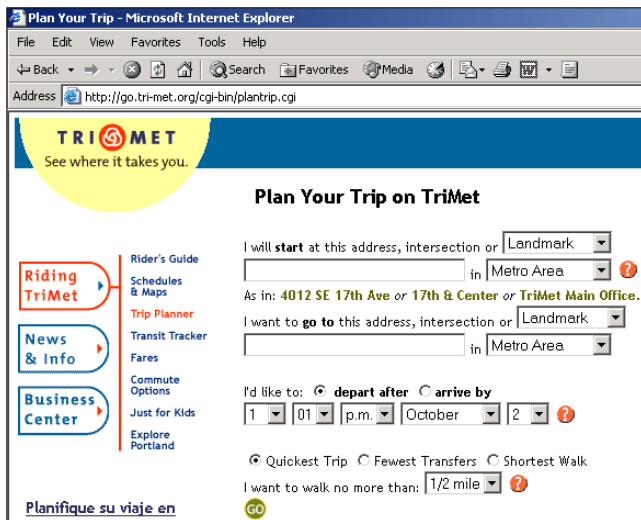 Plan Your Trip - Microsoft Internet Explorer
File Edit View Favorites Tools Help
Back Search Favorites Media
Address http://go.tri-met.org/cgi-bin/plantrip.cgi
TRI MET
See where it takes you.
Plan Your Trip on TriMet
I will start at this address, intersection or Landmark
in Metro Area ?
As in: 4012 SE 17th Ave or 17th & Center or TriMet Main Office.
I want to go to this address, intersection or Landmark
in Metro Area
I'd like to: depart after arrive by
1 01 p.m. October 2 ?
Quickest Trip Fewest Transfers Shortest Walk
I want to walk no more than: 1/2 mile ?
GO
Riding
TriMet
News
& Info
Business
Center
Rider's Guide
Schedules
& Maps
Trip Planner
Transit Tracker
Fares
Commute
Options
Just for Kids
Explore
Portland
Planifique su viaje en